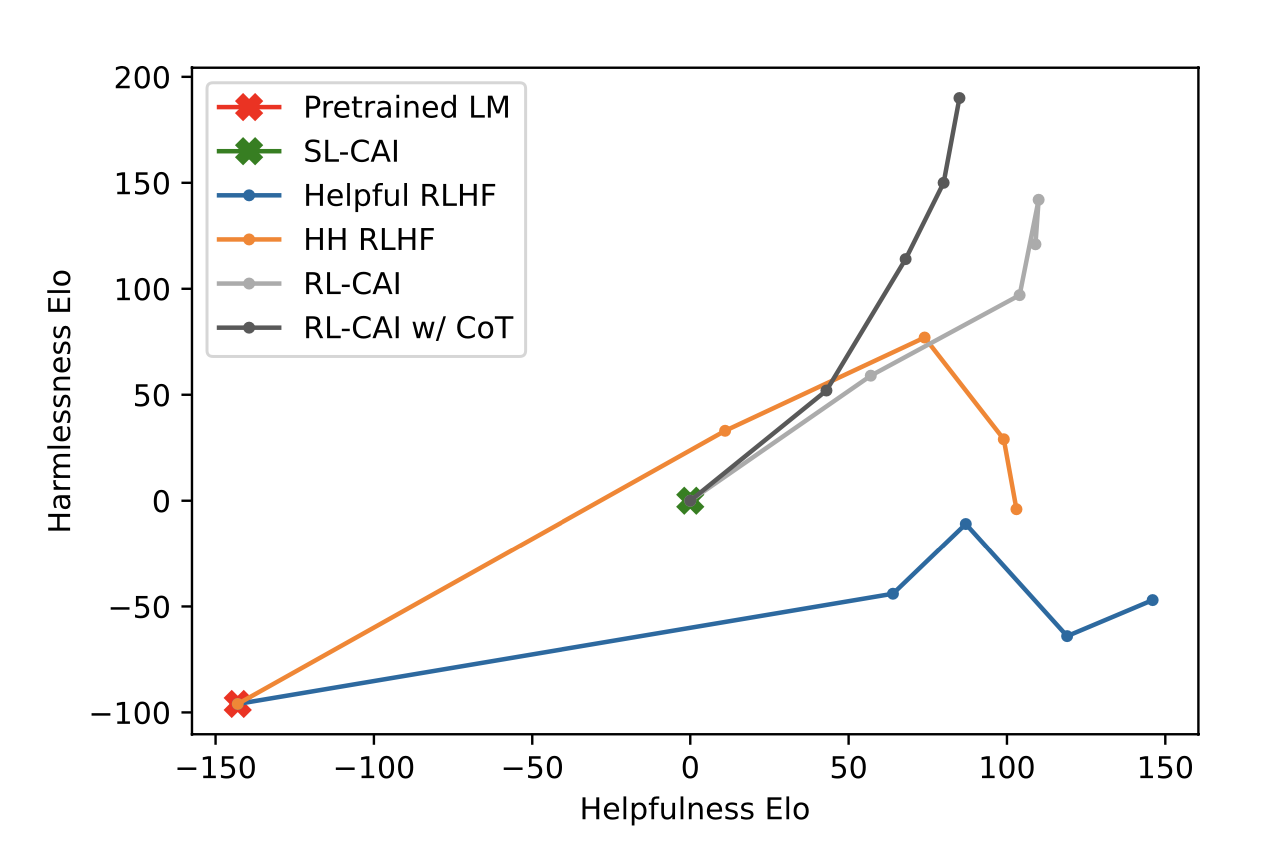 200
150
100
50
0
−50
−100
Harmlessness Elo
Pretrained LM
SL-CAI
Helpful RLHF
HH RLHF
RL-CAI
RL-CAI w/ CoT
−150 −100 −50 0 50 100 150
Helpfulness Elo